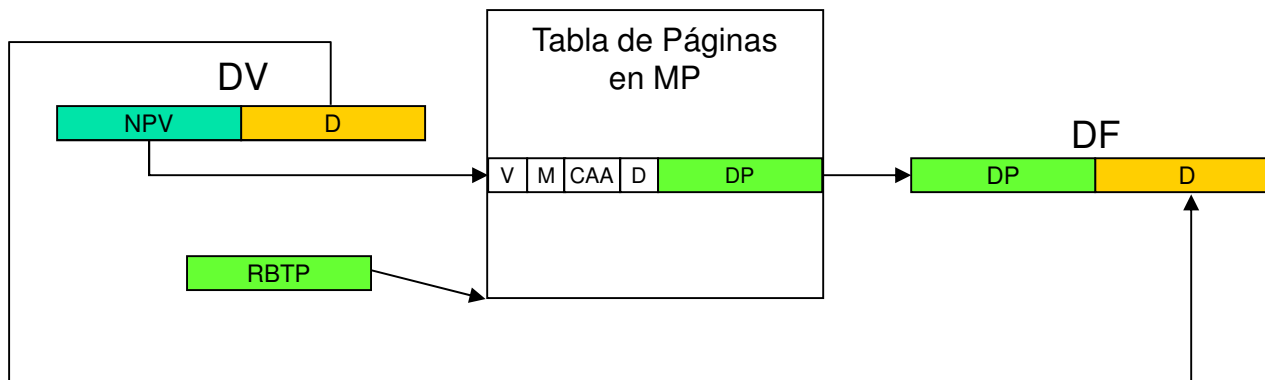 Tabla de Páginas
en MP
DV
NPV D
DF
V M CAA D DP
DP D
RBTP